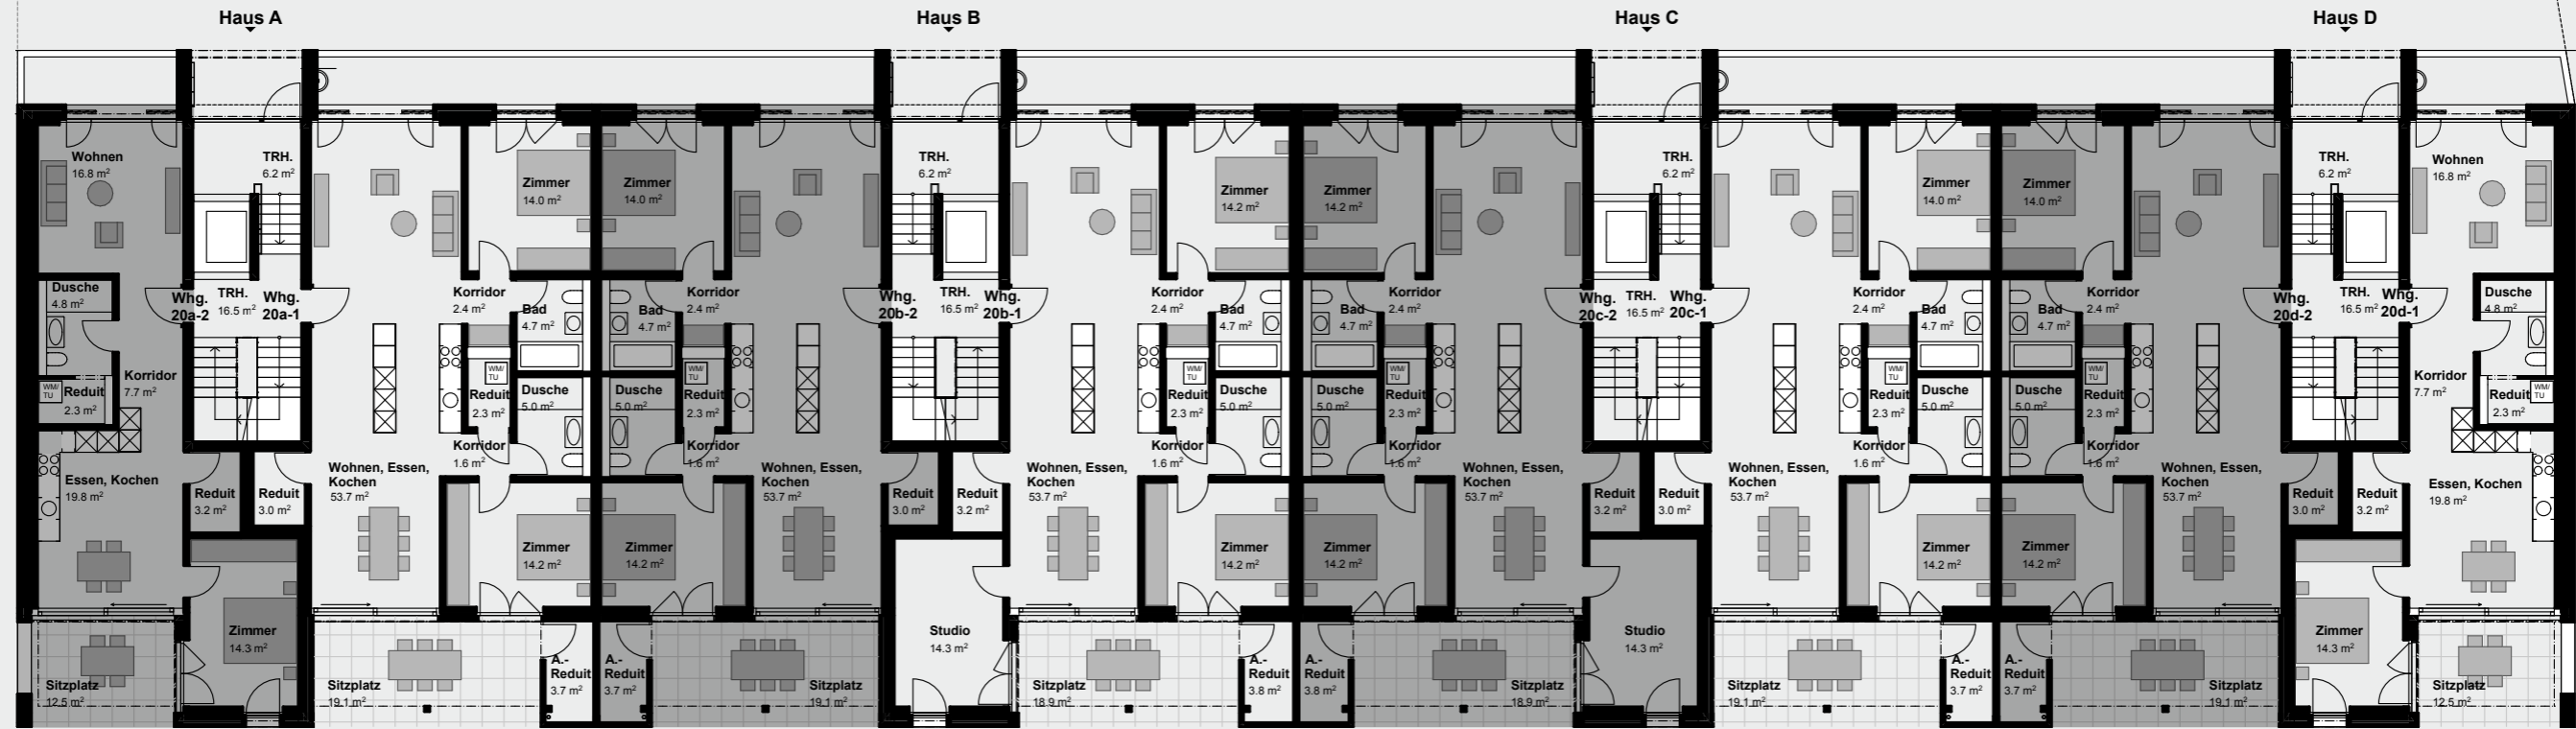 Haus A
Haus B
Haus C
Haus D
Wohnen
16.8 m²
TRH.
6.2 m²
Zimmer
14.0 m²
Zimmer
14.0 m²
TRH.
6.2 m²
Zimmer
14.2 m²
Zimmer
14.2 m²
TRH.
6.2 m²
Zimmer
14.0 m²
Zimmer
14.0 m²
TRH.
6.2 m²
Wohnen
16.8 m²
Dusche
4.8 m²
Whg.
20a-2
TRH.
16.5 m²
Whg.
20a-1
Korridor
2.4 m²
Bad
4.7 m²
Bad
4.7 m²
Korridor
2.4 m²
Whg.
20b-2
TRH.
16.5 m²
Whg.
20b-1
Korridor
2.4 m²
Bad
4.7 m²
Bad
4.7 m²
Korridor
2.4 m²
Whg.
20c-2
TRH.
16.5 m²
Whg.
20c-1
Korridor
2.4 m²
Bad
4.7 m²
Bad
4.7 m²
Korridor
2.4 m²
Whg.
20d-2
TRH.
16.5 m²
Whg.
20d-1
Dusche
4.8 m²
WM/
TU
Reduit
2.3 m²
Korridor
7.7 m²
WM/
TU
Reduit
2.3 m²
Dusche
5.0 m²
Dusche
5.0 m²
WM/
TU
Reduit
2.3 m²
WM/
TU
Reduit
2.3 m²
Dusche
5.0 m²
Dusche
5.0 m²
WM/
TU
Reduit
2.3 m²
WM/
TU
Reduit
2.3 m²
Dusche
5.0 m²
Dusche
5.0 m²
WM/
TU
Reduit
2.3 m²
Korridor
7.7 m²
Reduit
2.3 m²
WM/
TU
Essen, Kochen
19.8 m²
Reduit
3.2 m²
Reduit
3.0 m²
Wohnen, Essen,
Kochen
53.7 m²
Korridor
1.6 m²
Korridor
1.6 m²
Wohnen, Essen,
Kochen
53.7 m²
Reduit
3.0 m²
Reduit
3.2 m²
Wohnen, Essen,
Kochen
53.7 m²
Korridor
1.6 m²
Korridor
1.6 m²
Wohnen, Essen,
Kochen
53.7 m²
Reduit
3.2 m²
Reduit
3.0 m²
Wohnen, Essen,
Kochen
53.7 m²
Korridor
1.6 m²
Korridor
1.6 m²
Wohnen, Essen,
Kochen
53.7 m²
Reduit
3.0 m²
Reduit
3.2 m²
Essen, Kochen
19.8 m²
Zimmer
14.2 m²
Zimmer
14.2 m²
Zimmer
14.2 m²
Zimmer
14.2 m²
Zimmer
14.2 m²
Zimmer
14.2 m²
Sitzplatz
12.5 m²
Zimmer
14.3 m²
Sitzplatz
19.1 m²
A.-
Reduit
3.7 m²
A.-
Reduit
3.7 m²
Sitzplatz
19.1 m²
Studio
14.3 m²
Sitzplatz
18.9 m²
A.-
Reduit
3.8 m²
A.-
Reduit
3.8 m²
Sitzplatz
18.9 m²
Studio
14.3 m²
Sitzplatz
19.1 m²
A.-
Reduit
3.7 m²
A.-
Reduit
3.7 m²
Sitzplatz
19.1 m²
Zimmer
14.3 m²
Sitzplatz
12.5 m²